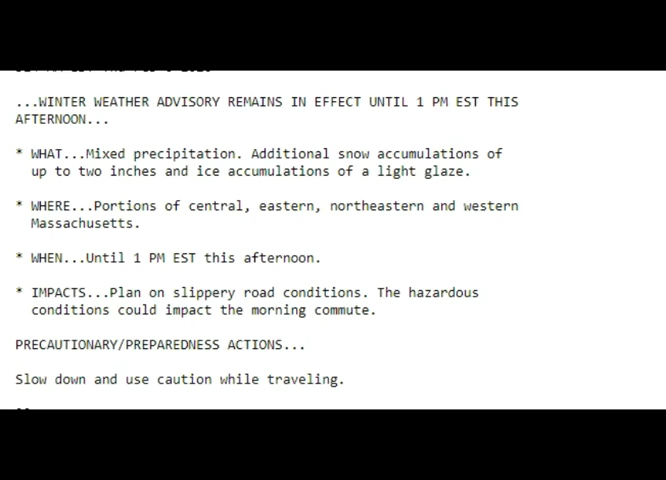 ...WINTER WEATHER ADVISORY REMAINS IN EFFECT UNTIL 1 PM EST THIS
AFTERNOON...
* WHAT...Mixed precipitation. Additional snow accumulations of
up to two inches and ice accumulations of a light glaze.
* WHERE...Portions of central, eastern, northeastern and western
Massachusetts.
* WHEN...Until 1 PM EST this afternoon.
* IMPACTS...Plan on slippery road conditions. The hazardous
conditions could impact the morning commute.
PRECAUTIONARY/PREPAREDNESS ACTIONS...
Slow down and use caution while traveling.